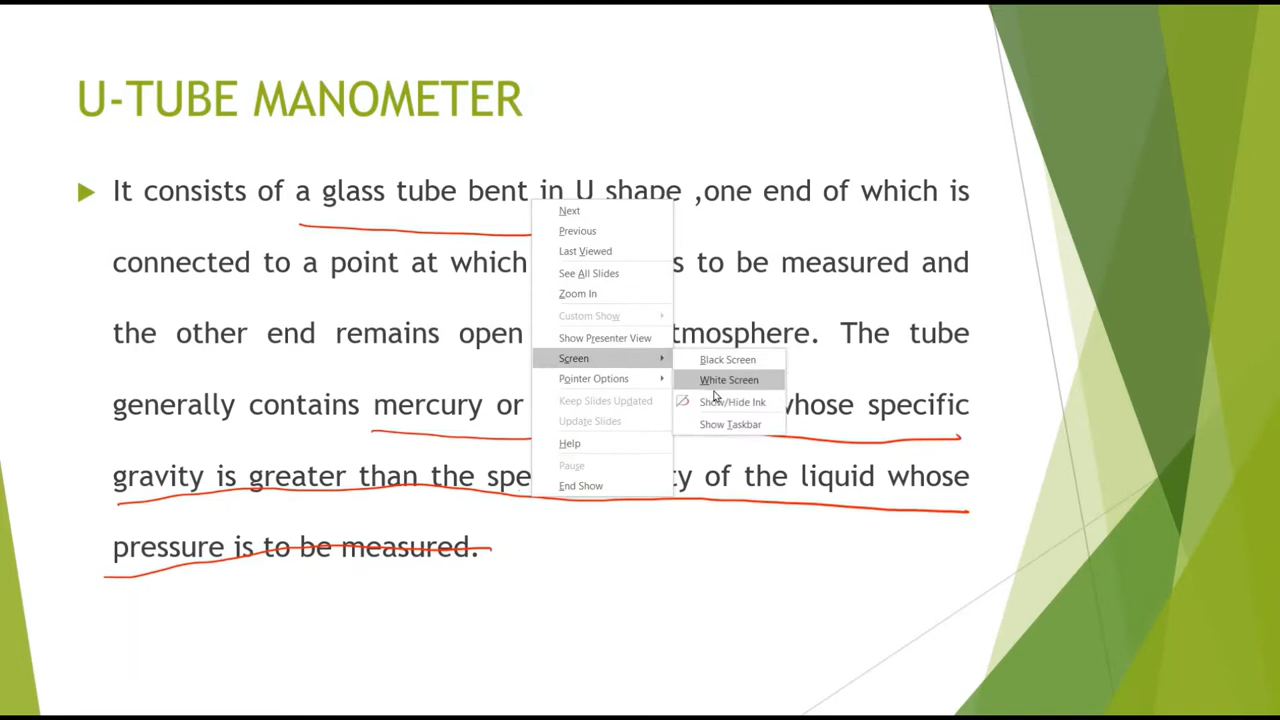 U-TUBE MANOMETER
It consists of a glass tube bent in U shape ,one end of which is
connected to a point at which s to be measured and
the other end remains open tmosphere. The tube
generally contains mercury or whose specific
gravity is greater than the spe ty of the liquid whose
pressure is to be measured.
Next
Previous
Last Viewed
See All Slides
Zoom In
Custom Show
Show Presenter View
Screen
Pointer Options
Keep Slides Updated
Update Slides
Help
Pause
End Show
Black Screen
White Screen
Show/Hide Ink
Show Taskbar